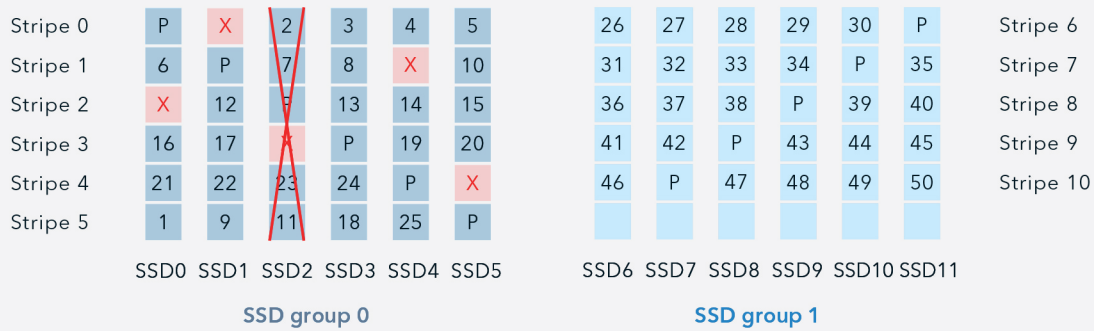 Stripe 0 P X 2 3 4 5 26 27 28 29 30 P Stripe 6
Stripe 1 6 P 7 8 X 10 31 32 33 34 P 35 Stripe 7
Stripe 2 X 12 P 13 14 15 36 37 38 P 39 40 Stripe 8
Stripe 3 16 17 X P 19 20 41 42 P 43 44 45 Stripe 9
Stripe 4 21 22 23 24 P X 46 P 47 48 49 50 Stripe 10
Stripe 5 1 9 11 18 25 P
SSD0 SSD1 SSD2 SSD3 SSD4 SSD5 SSD6 SSD7 SSD8 SSD9 SSD10 SSD11
SSD group 0 SSD group 1